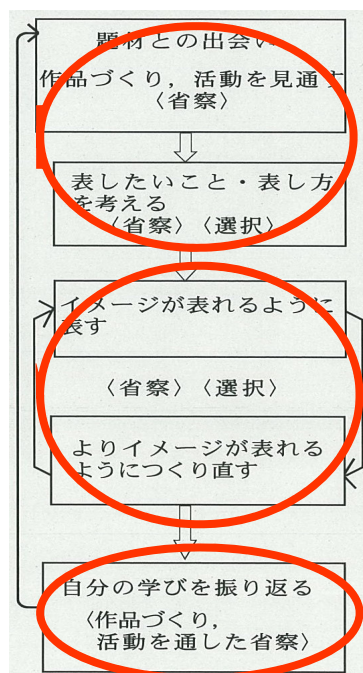 題材との出会い
作品づくり，活動を見通す
〈省察〉
表したいこと・表し方
を考える
〈省察〉〈選択〉
イメージが表れるように
表す
〈省察〉〈選択〉
よりイメージが表れる
ようにつくり直す
自分の学びを振り返る
〈作品づくり，
活動を通した省察〉